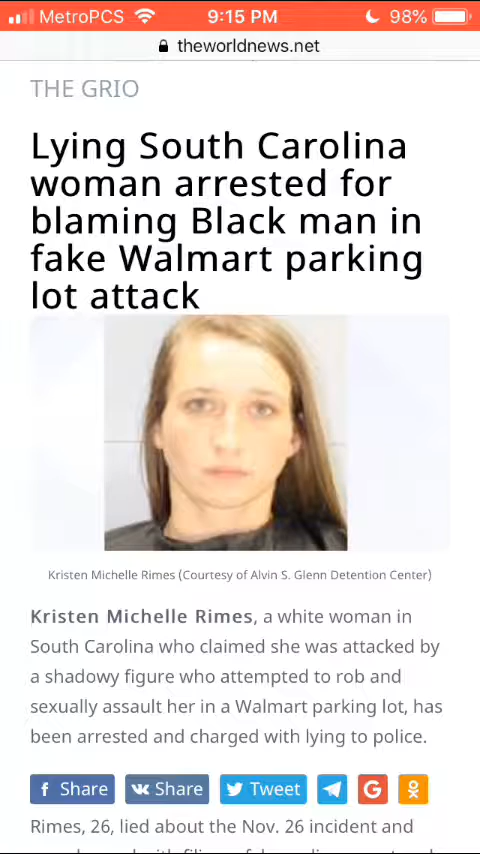 MetroPCS 9:15 PM 98%
theworldnews.net
THE GRIO
Lying South Carolina
woman arrested for
blaming Black man in
fake Walmart parking
lot attack
Kristen Michelle Rimes (Courtesy of Alvin S. Glenn Detention Center)
Kristen Michelle Rimes, a white woman in
South Carolina who claimed she was attacked by
a shadowy figure who attempted to rob and
sexually assault her in a Walmart parking lot, has
been arrested and charged with lying to police.
f Share Share Tweet G
Rimes, 26, lied about the Nov. 26 incident and